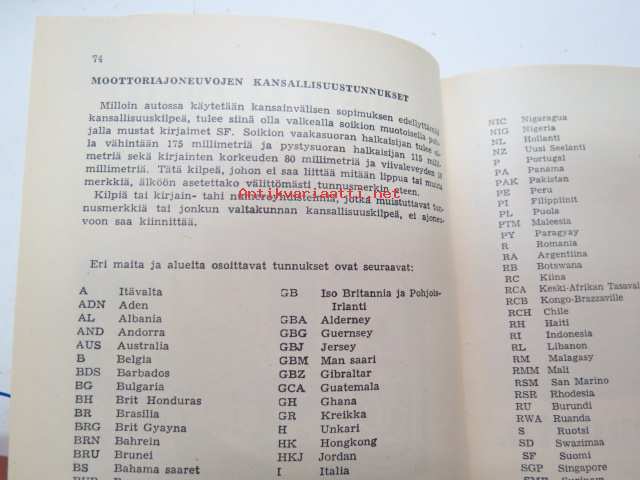 74
MOOTTORIAJONEUVOJEN KANSALLISUUSTUNNUKSET
Milloin autossa käytetään kansainvälisen sopimuksen edellyttämää
kansallisuuskilpeä, tulee siinä olla valkealla soikion muotoisella
jalla mustat kirjaimet SF. Soikion vaakasuoran halkaisijan tulee
la vähintään 175 millimetriä ja pystysuoran halkaisijan 115
metriä sekä kirjainten korkeuden 80 millimetriä ja viivaleveyden
millimetriä. Tätä kilpeä, johon ei saa liittää mitään lippua tai muuta
merkkiä, älköön asetettako välittömästi tunnusmerkin
Kilpiä tai kirjain- tahi numeroyhdistelmiä, jotka muistuttavat
tunnusmerkkiä tai jonkun valtakunnan kansallisuuskilpeä, ei ajoneu-
voon saa kiinnittää.
Antikvariaatti.net
Eri maita ja alueita osoittavat tunnukset ovat seuraavat:
A Itävalta
ADN Aden
AL Albania
AND Andorra
AUS Australia
B Belgia
BDS Barbados
BG Bulgaria
BH Brit Honduras
BR Brasilia
BRG Brit Gyayna
BRN Bahrein
BRU Brunei
BS Bahama saaret
GB Iso Britannia ja Pohjois-
Irlanti
GBA Alderney
GBG Guernsey
GBJ Jersey
GBM Man saari
GBZ Gibraltar
GCA Guatemala
GH Ghana
GR Kreikka
H Unkari
HK Hongkong
HKJ Jordan
I Italia
NIC Nigaragua
NIG Nigeria
NL Hollanti
NZ Uusi Seelanti
P Portugal
PA Panama
PAK Pakistan
PE Peru
PI Filippiinit
PL Puola
PTM Maleesia
PY Paragyay
R Romania
RA Argentiina
RB Botswana
RC Kiina
RCA Keski-Afrikan Tasaval
RCB Kongo-Brazzaville
RCH Chile
RH Haiti
RI Indonesia
RL Libanon
RM Malagasy
RMM Mali
RSM San Marino
RSR Rhodesia
RU Burundi
RWA Ruanda
S Ruotsi
SD Swazimaa
SF Suomi
SGP Singapore